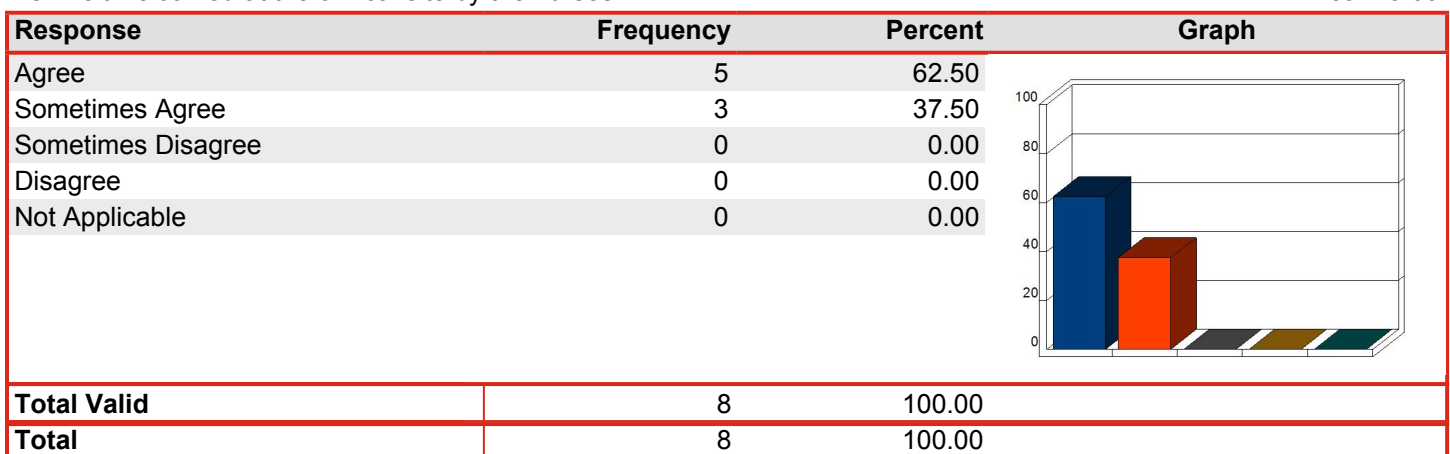 Response Frequency Percent Graph
Agree 5 62.50
Sometimes Agree 3 37.50
Sometimes Disagree 0 0.00
Disagree 0 0.00
Not Applicable 0 0.00
100
80
60
40
20
0
Total Valid 8 100.00
Total 8 100.00